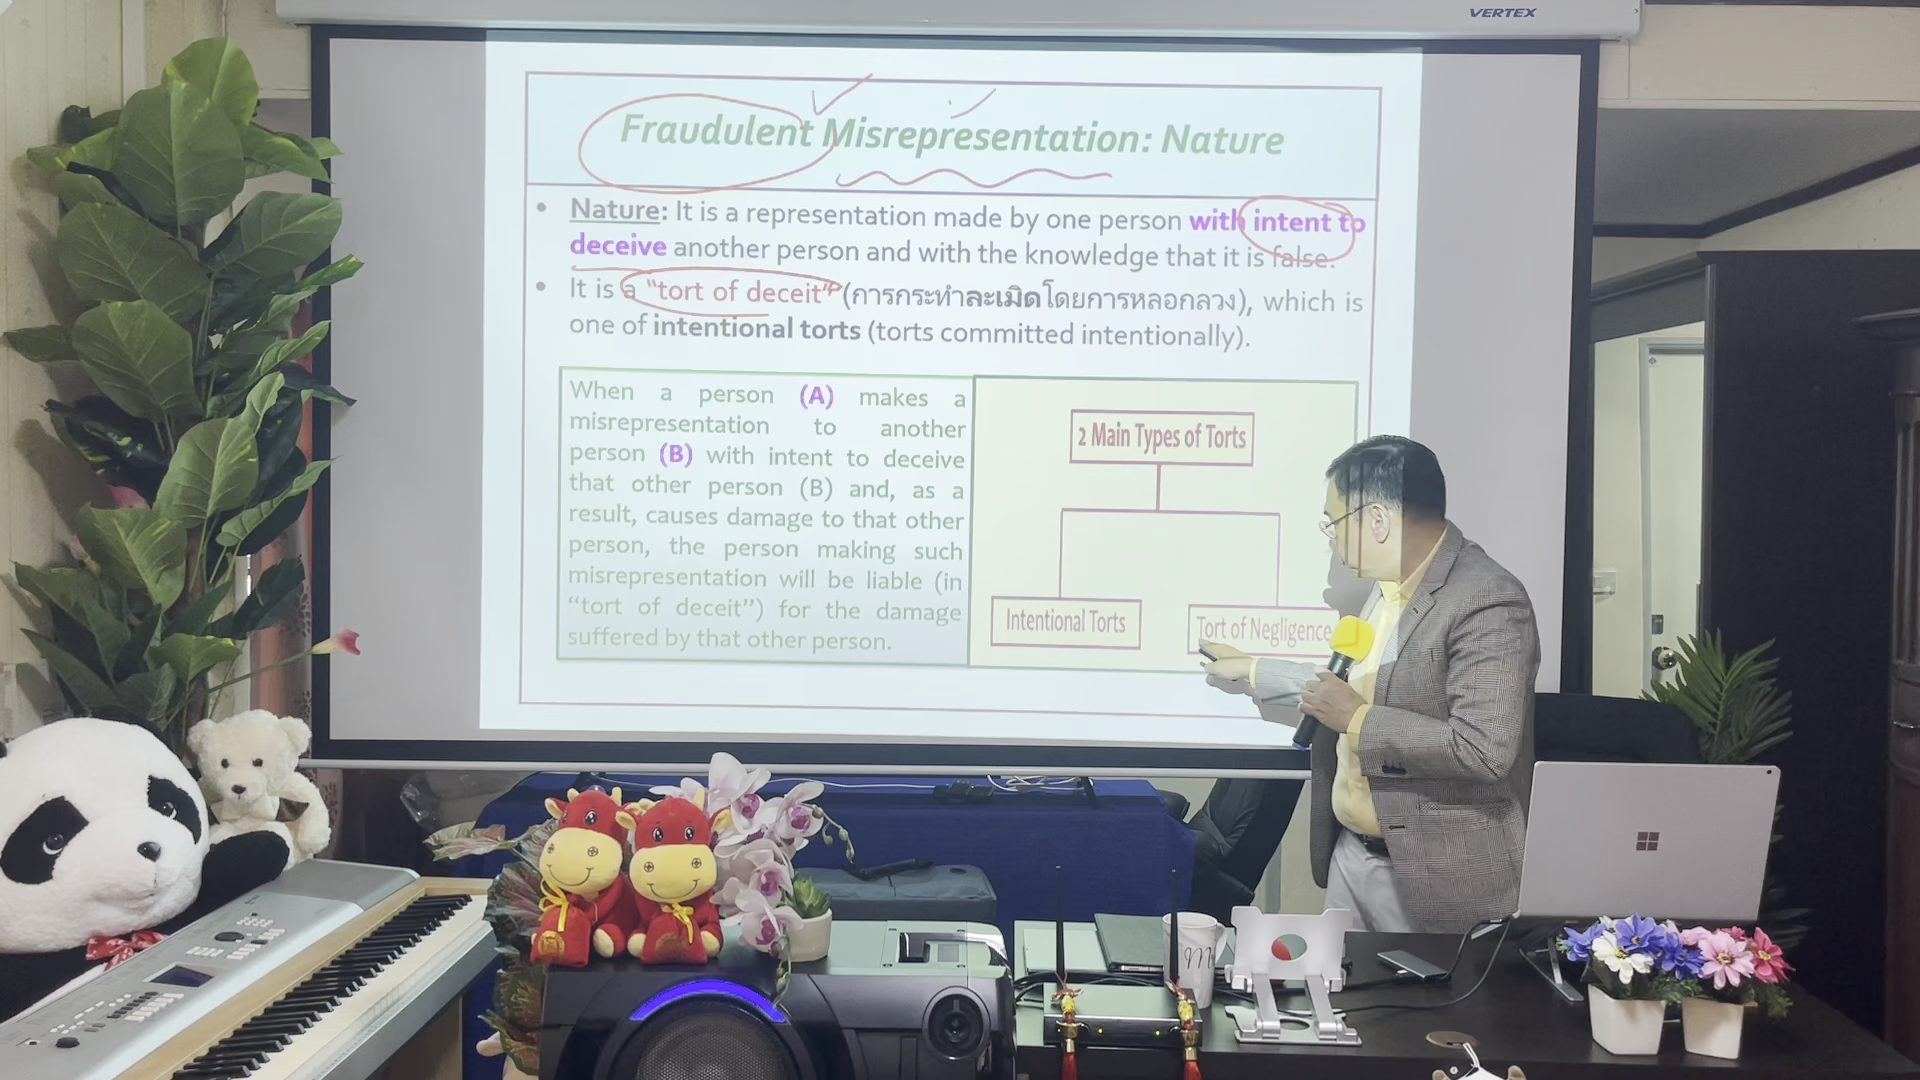 VERTEX
Fraudulent Misrepresentation: Nature
• Nature: It is a representation made by one person with intent to
deceive another person and with the knowledge that it is false.
• It is a "tort of deceit" (การกระทำละเมิดโดยการหลอกลวง), which is
one of intentional torts (torts committed intentionally).
When a person (A) makes a
misrepresentation to another
person (B) with intent to deceive
that other person (B) and, as a
result, causes damage to that other
person, the person making such
misrepresentation will be liable (in
“tort of deceit”) for the damage
suffered by that other person.
2 Main Types of Torts
Intentional Torts
Tort of Negligence